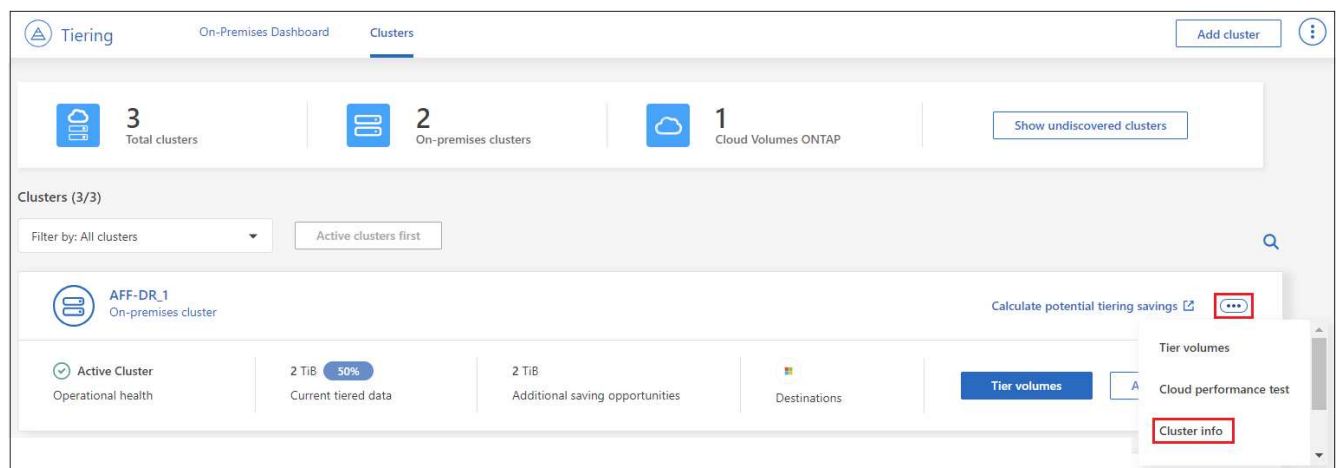 Tiering
On-Premises Dashboard
Clusters
Add cluster
3
Total clusters
2
On-premises clusters
1
Cloud Volumes ONTAP
Show undiscovered clusters
Clusters (3/3)
Filter by: All clusters
Active clusters first
AFF-DR_1
On-premises cluster
Calculate potential tiering savings
Active Cluster
Operational health
2 TiB 50%
Current tiered data
2 TiB
Additional saving opportunities
Destinations
Tier volumes
A
Tier volumes
Cloud performance test
Cluster info